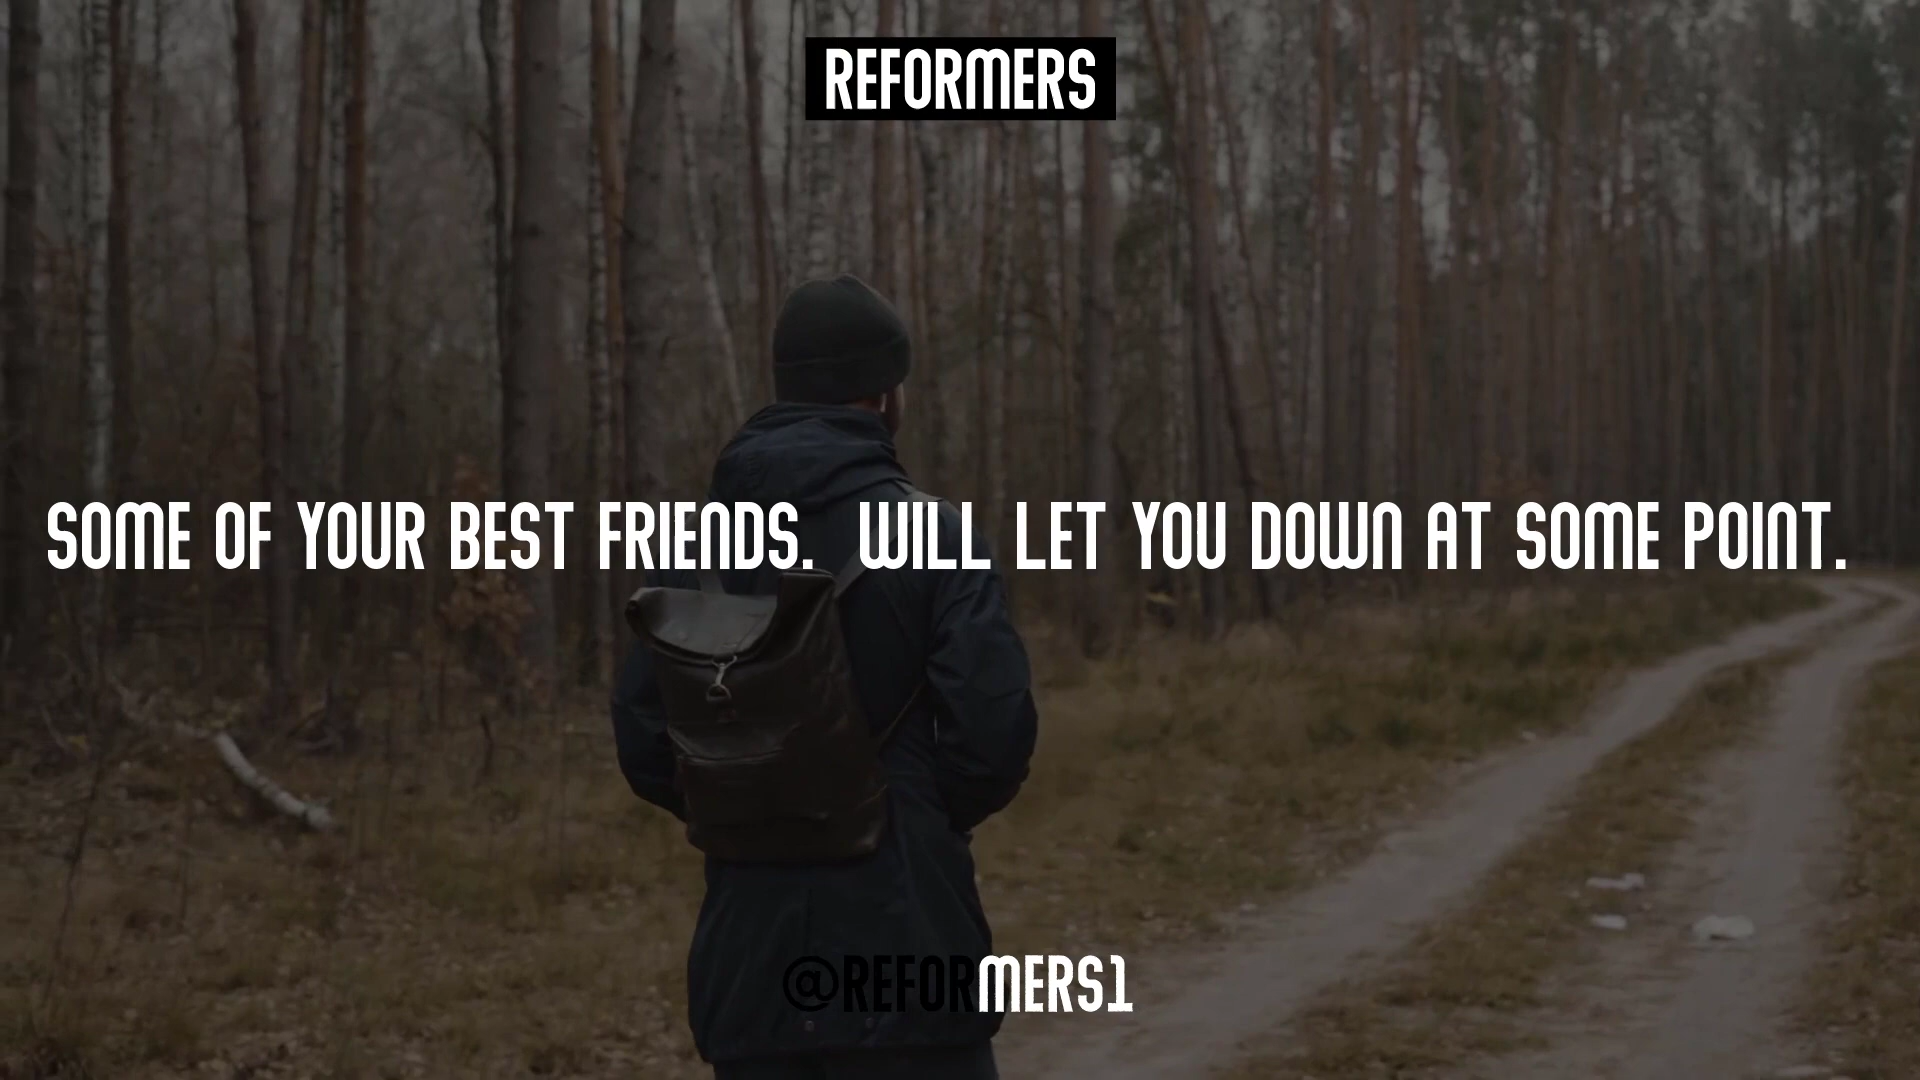 REFORMERS
SOME OF YOUR BEST FRIENDS.  WILL LET YOU DOWN AT SOME POINT.
@REFORMERS1